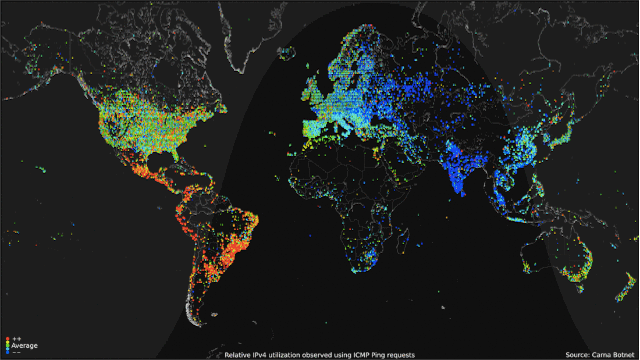 ++
Average
--
Relative IPv4 utilization observed using ICMP Ping requests
Source: Carna Botnet